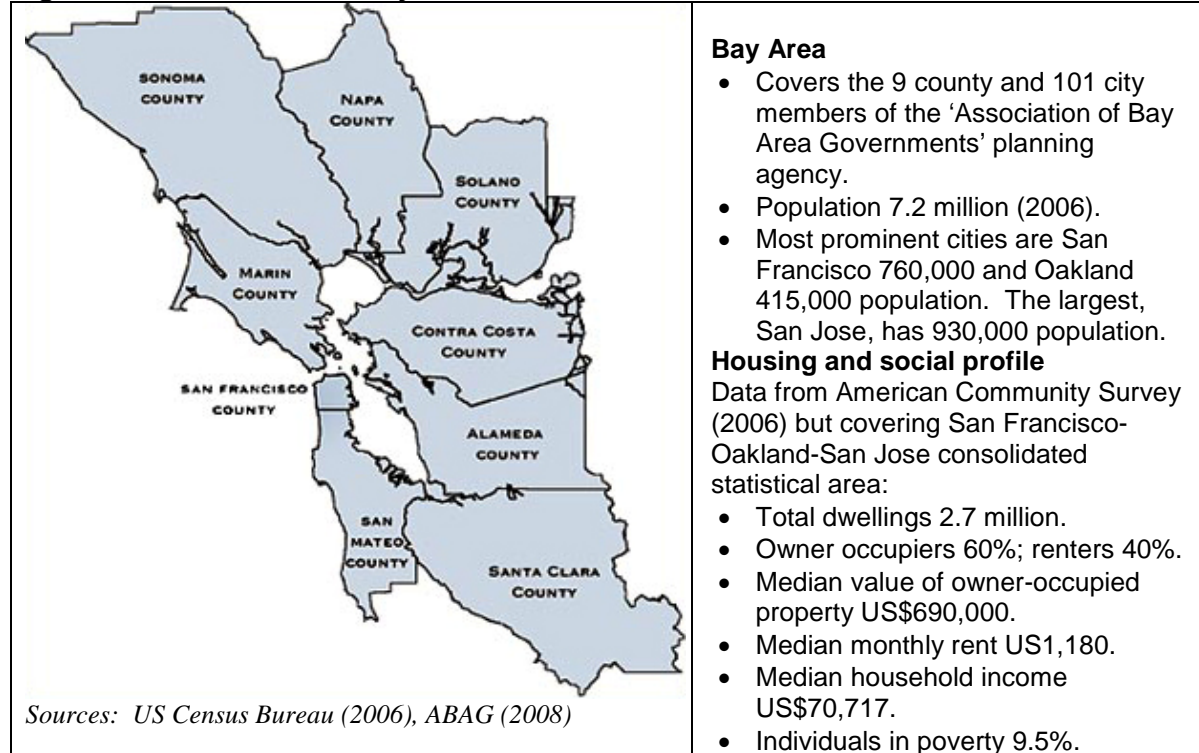 SONOMA
COUNTY
NAPA
COUNTY
SOLANO
COUNTY
MARIN
COUNTY
CONTRA COSTA
COUNTY
SAN FRANCISCO
COUNTY
ALAMEDA
COUNTY
SAN
MATEO
COUNTY
SANTA CLARA
COUNTY
Sources: US Census Bureau (2006), ABAG (2008)
Bay Area
• Covers the 9 county and 101 city
members of the ‘Association of Bay
Area Governments’ planning
agency.
• Population 7.2 million (2006).
• Most prominent cities are San
Francisco 760,000 and Oakland
415,000 population. The largest,
San Jose, has 930,000 population.
Housing and social profile
Data from American Community Survey
(2006) but covering San Francisco-
Oakland-San Jose consolidated
statistical area:
• Total dwellings 2.7 million.
• Owner occupiers 60%; renters 40%.
• Median value of owner-occupied
property US$690,000.
• Median monthly rent US1,180.
• Median household income
US$70,717.
• Individuals in poverty 9.5%.